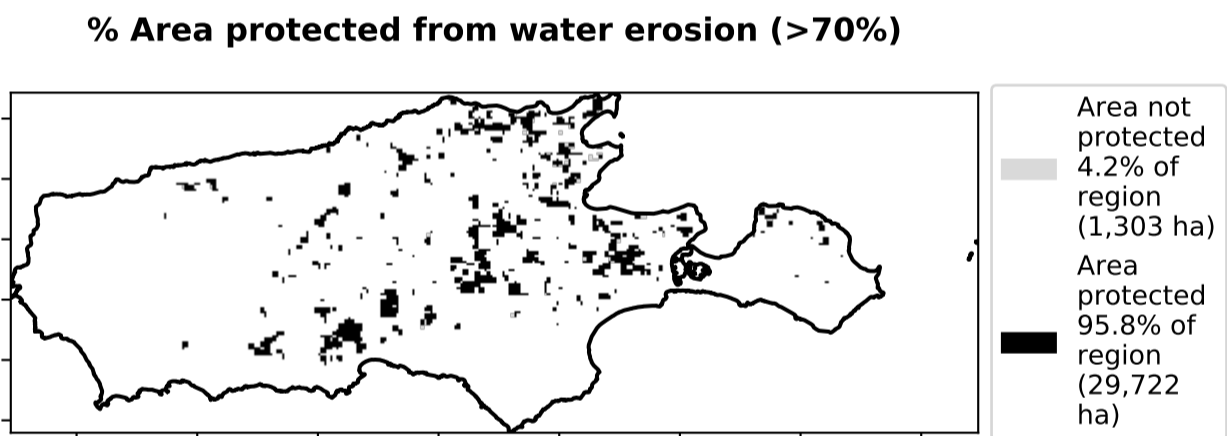 % Area protected from water erosion (>70%)
Area not
protected
4.2% of
region
(1,303 ha)
Area
protected
95.8% of
region
(29,722
ha)